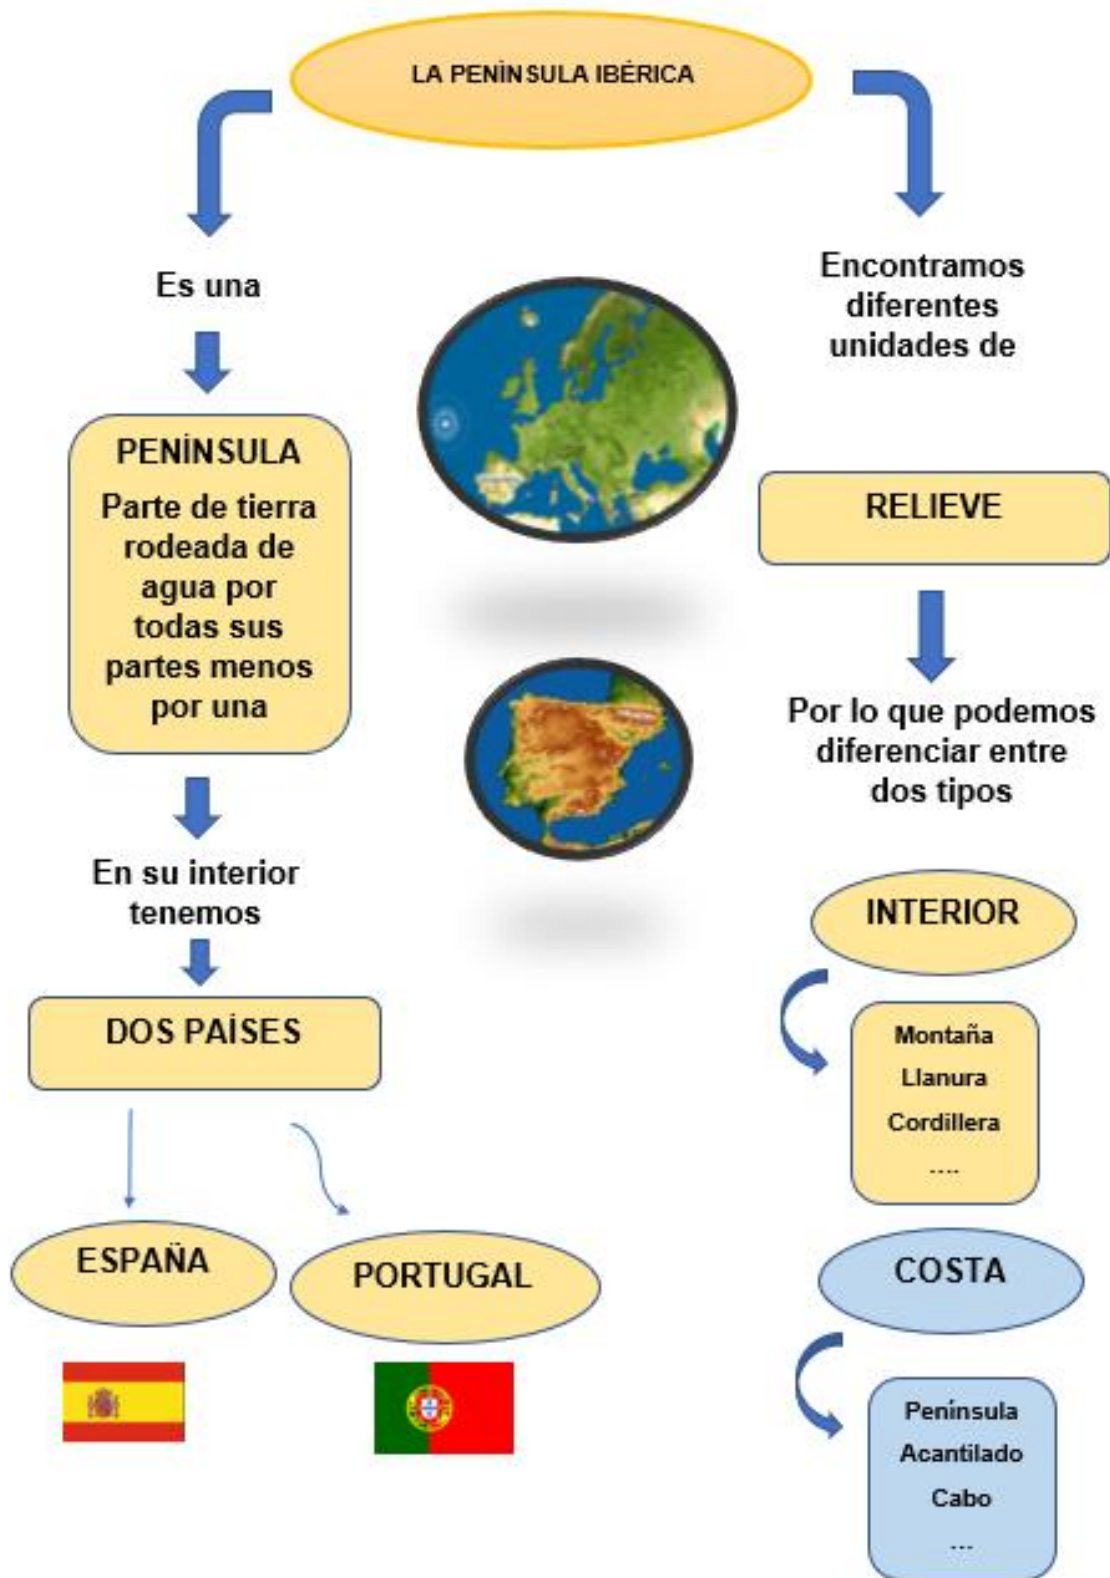 LA PENÍNSULA IBÉRICA
Es una
PENÍNSULA
Parte de tierra
rodeada de
agua por
todas sus
partes menos
por una
En su interior
tenemos
DOS PAÍSES
ESPAÑA
PORTUGAL
Encontramos
diferentes
unidades de
RELIEVE
Por lo que podemos
diferenciar entre
dos tipos
INTERIOR
Montaña
Llanura
Cordillera
....
COSTA
Península
Acantilado
Cabo
...